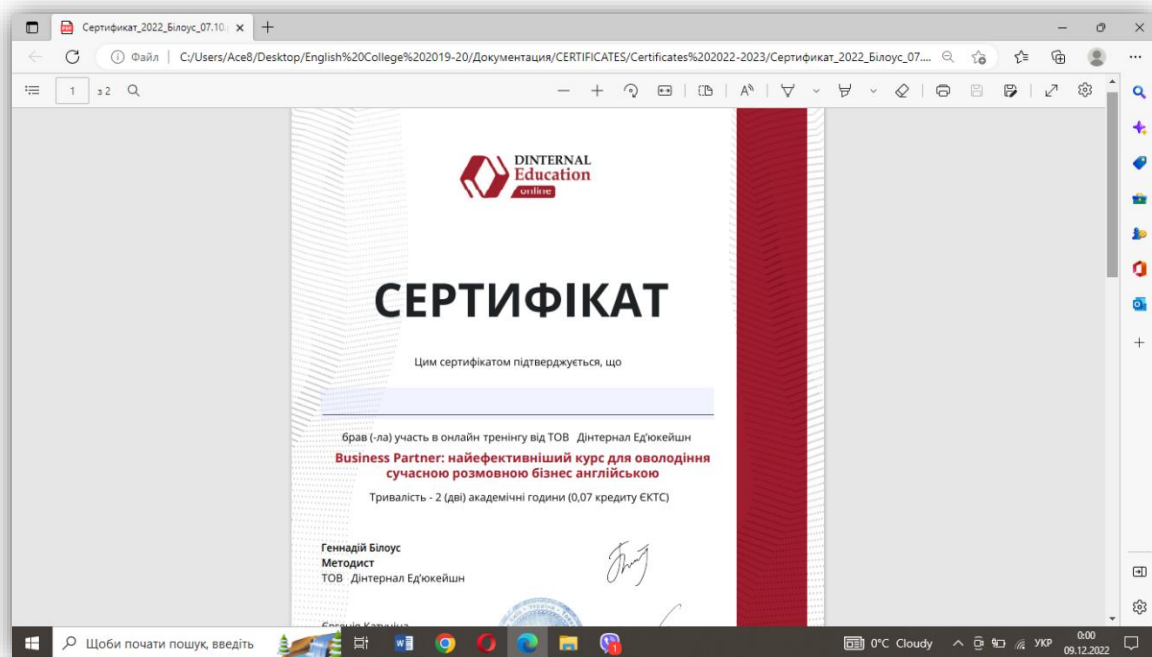 Сертификат_2022_Білоус_07.10
Файл | C:/Users/Ace8/Desktop/English%20College%202019-20/Документация/CERTIFICATES/Certificates%202022-2023/Сертификат_2022_Білоус_07....
1 з 2
DINTERNAL
Education
online
СЕРТИФІКАТ
Цим сертифікатом підтверджується, що
брав (-ла) участь в онлайн тренінгу від ТОВ Дінтернал Ед'юкейшн
Business Partner: найефективніший курс для оволодіння
сучасною розмовною бізнес англійською
Тривалість - 2 (дві) академічні години (0,07 кредиту ЄКТС)
Геннадій Білоус
Методист
ТОВ Дінтернал Ед'юкейшн
Щоби почати пошук, введіть
0°C Cloudy
УКР
0:00
09.12.2022